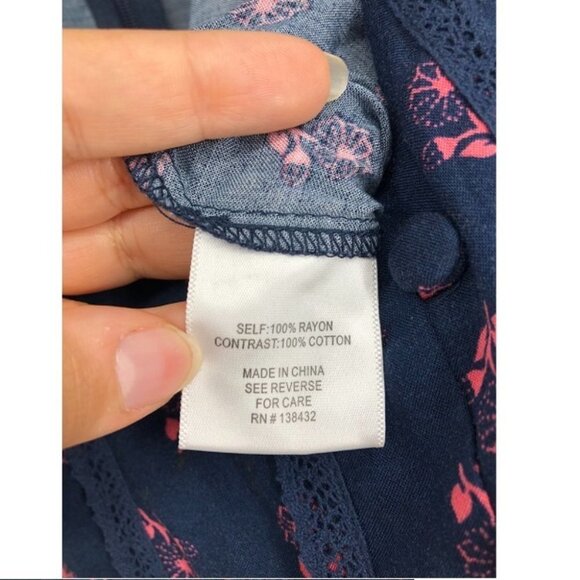 SELF:100% RAYON
CONTRAST:100% COTTON
MADE IN CHINA
SEE REVERSE
FOR CARE
RN # 138432